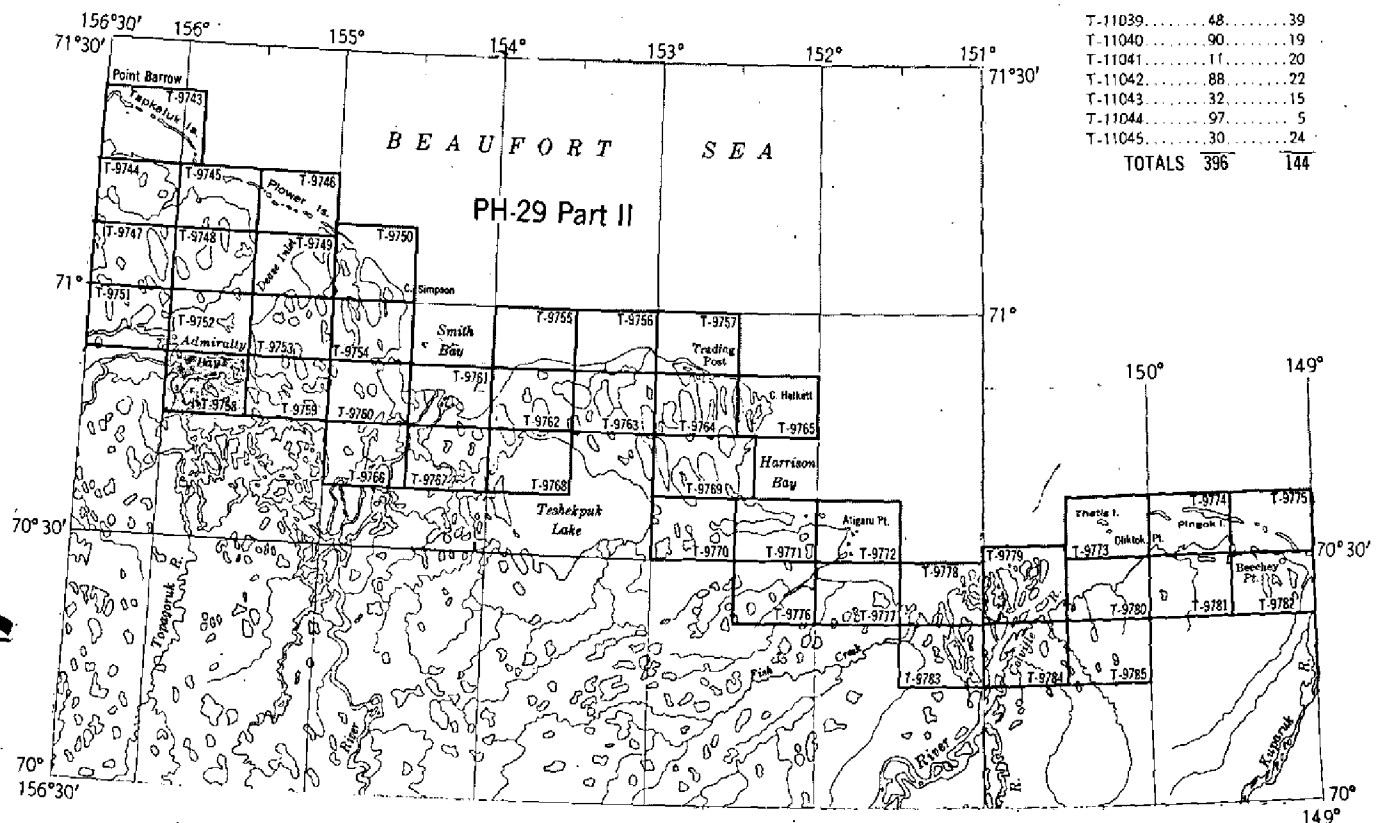 156°30′
156°
155°
154°
153°
152°
151°
71°30′
71°30′
T-11039........48........39
T-11040........90........19
T-11041........11........20
T-11042........88........22
T-11043........32........15
T-11044........97........5
T-11045........30........24
TOTALS 396 144
Point Barrow
T-9743
Tapkaluk Is.
BEAUFORT SEA
PH-29 Part II
T-9744
T-9745
T-9746
Plover Is.
T-9747
T-9748
T-9749
Dease Inlet
T-9750
71°
C. Simpson
71°
T-9751
T-9752
Admiralty
Bay
T-9753
T-9754
Smith
Bay
T-9755
T-9756
T-9757
Trading
Post
T-9758
T-9759
T-9760
T-9761
T-9762
T-9763
T-9764
C. Halkett
T-9765
150°
149°
T-9766
T-9767
T-9768
T-9769
Harrison
Bay
Teshekpuk
Lake
70°30′
T-9770
T-9771
Atigaru Pt.
T-9772
Thetis I.
T-9773
Oliktok Pt.
T-9774
Pingok I.
T-9775
70°30′
T-9776
T-9777
T-9778
T-9779
T-9780
T-9781
Beechey
Pt.
T-9782
Topagoruk R.
Fish Creek
Colville R.
T-9783
T-9784
T-9785
River
River
R.
Kuparuk R.
70°
156°30′
70°
149°